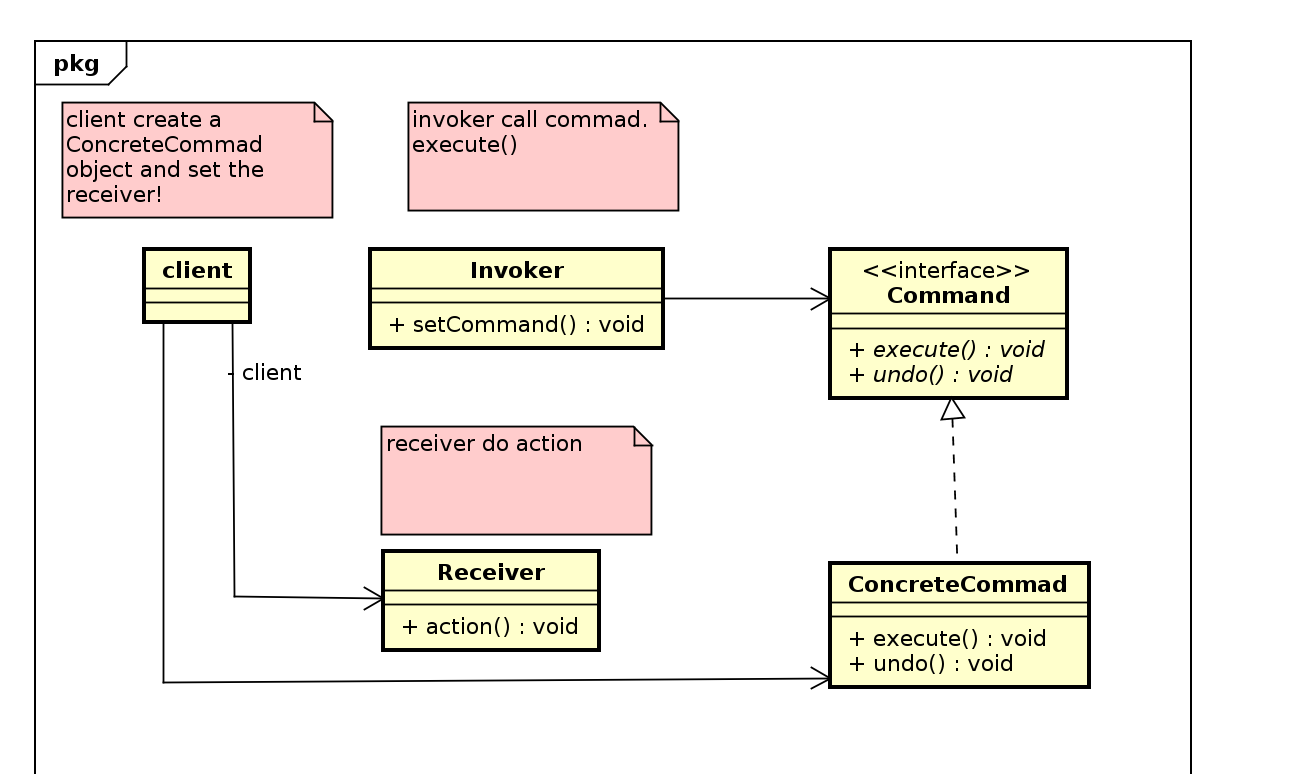 pkg
client create a
ConcreteCommad
object and set the
receiver!
invoker call commad.
execute()
client
Invoker
+ setCommand() : void
<<interface>>
Command
+ execute() : void
+ undo() : void
- client
receiver do action
Receiver
+ action() : void
ConcreteCommad
+ execute() : void
+ undo() : void